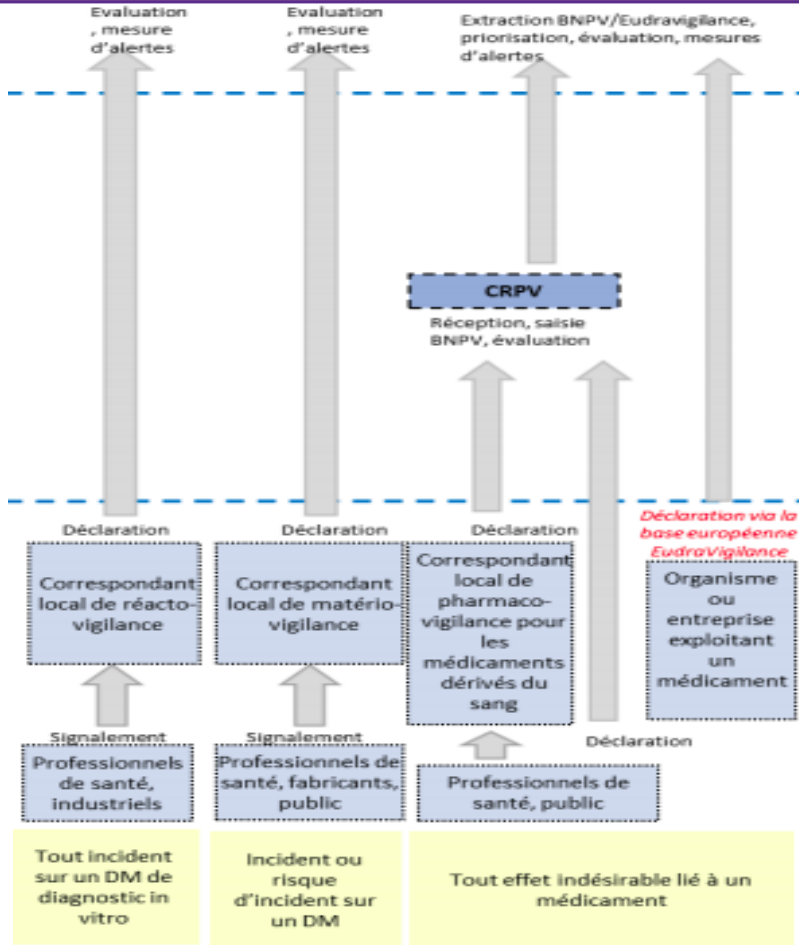 Evaluation
, mesure
d'alertes
Evaluation
, mesure
d'alertes
Extraction BNPV/Eudravigilance,
priorisation, évaluation, mesures
d'alertes
CRPV
Réception, saisie
BNPV, évaluation
Déclaration
Déclaration
Déclaration
Déclaration via la
base européenne
EudraVigilance
Correspondant
local de réacto-
vigilance
Correspondant
local de matério-
vigilance
Correspondant
local de
pharmaco-
vigilance pour
les
médicaments
dérivés du
sang
Organisme
ou
entreprise
exploitant
un
médicament
Signalement
Signalement
Déclaration
Professionnels
de santé,
industriels
Professionnels de
santé, fabricants,
public
Professionnels de
santé, public
Tout incident
sur un DM de
diagnostic in
vitro
Incident ou
risque
d'incident sur
un DM
Tout effet indésirable lié à un
médicament